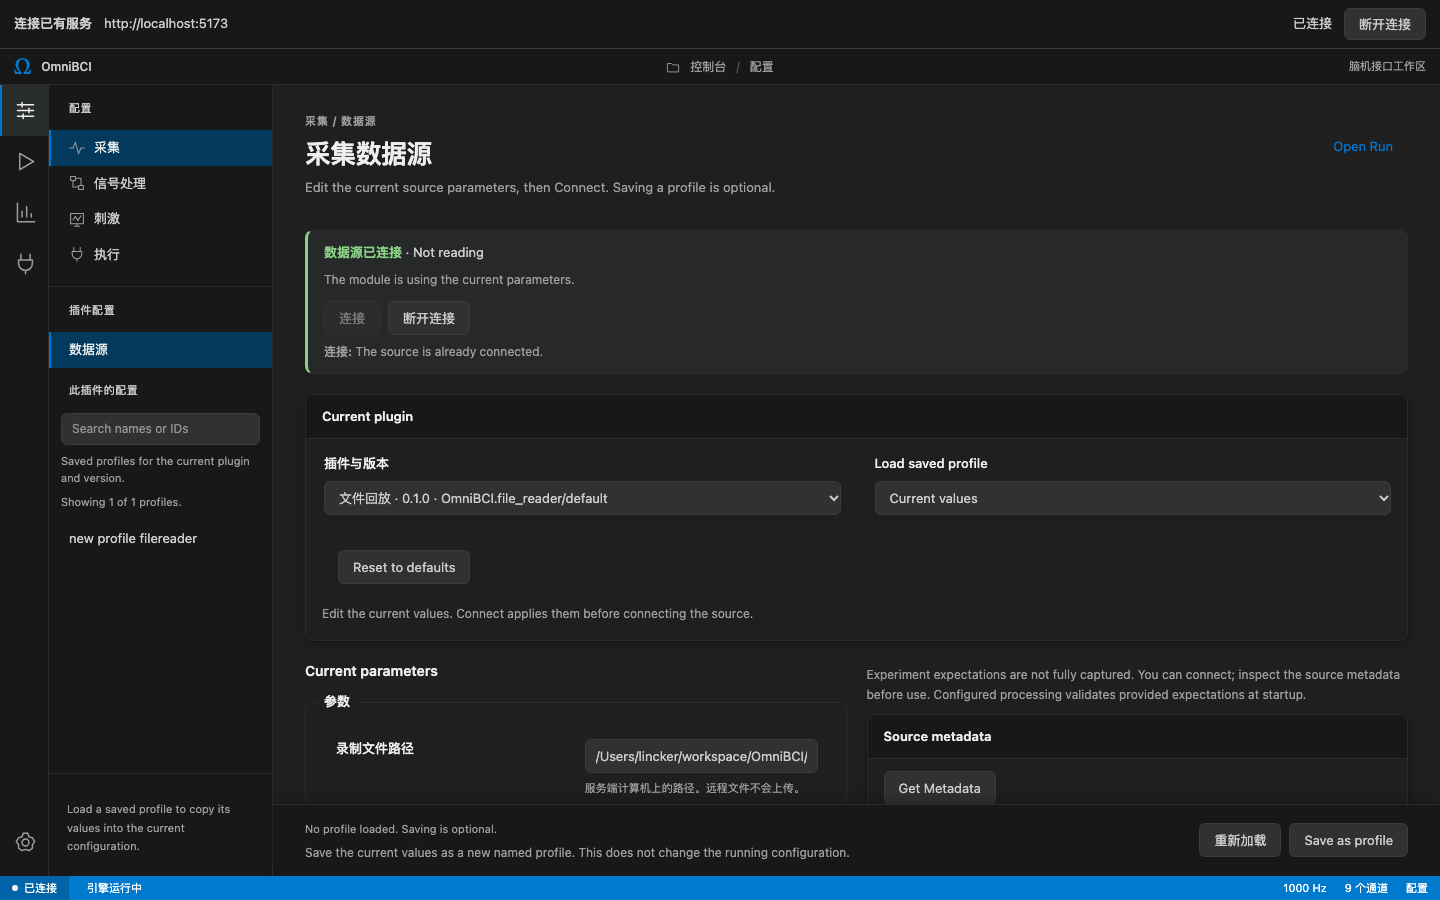 连接已有服务 http://localhost:5173
已连接 断开连接
OmniBCI
控制台 / 配置
脑机接口工作区
配置
采集
信号处理
刺激
执行
插件配置
数据源
此插件的配置
Search names or IDs
Saved profiles for the current plugin
and version.
Showing 1 of 1 profiles.
new profile filereader
Load a saved profile to copy its
values into the current
configuration.
采集 / 数据源
采集数据源
Open Run
Edit the current source parameters, then Connect. Saving a profile is optional.
数据源已连接 · Not reading
The module is using the current parameters.
连接 断开连接
连接: The source is already connected.
Current plugin
插件与版本
文件回放 · 0.1.0 · OmniBCI.file_reader/default
Load saved profile
Current values
Reset to defaults
Edit the current values. Connect applies them before connecting the source.
Current parameters
参数
录制文件路径
/Users/lincker/workspace/OmniBCI/
服务端计算机上的路径。远程文件不会上传。
Experiment expectations are not fully captured. You can connect; inspect the source metadata
before use. Configured processing validates provided expectations at startup.
Source metadata
Get Metadata
No profile loaded. Saving is optional.
Save the current values as a new named profile. This does not change the running configuration.
重新加载 Save as profile
已连接 引擎运行中
1000 Hz 9 个通道 配置